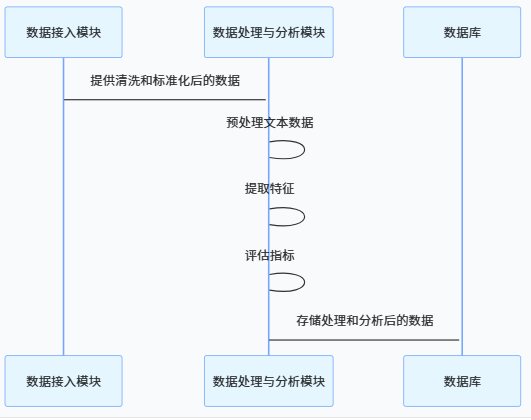 数据接入模块
数据处理与分析模块
数据库
提供清洗和标准化后的数据
预处理文本数据
提取特征
评估指标
存储处理和分析后的数据
数据接入模块
数据处理与分析模块
数据库